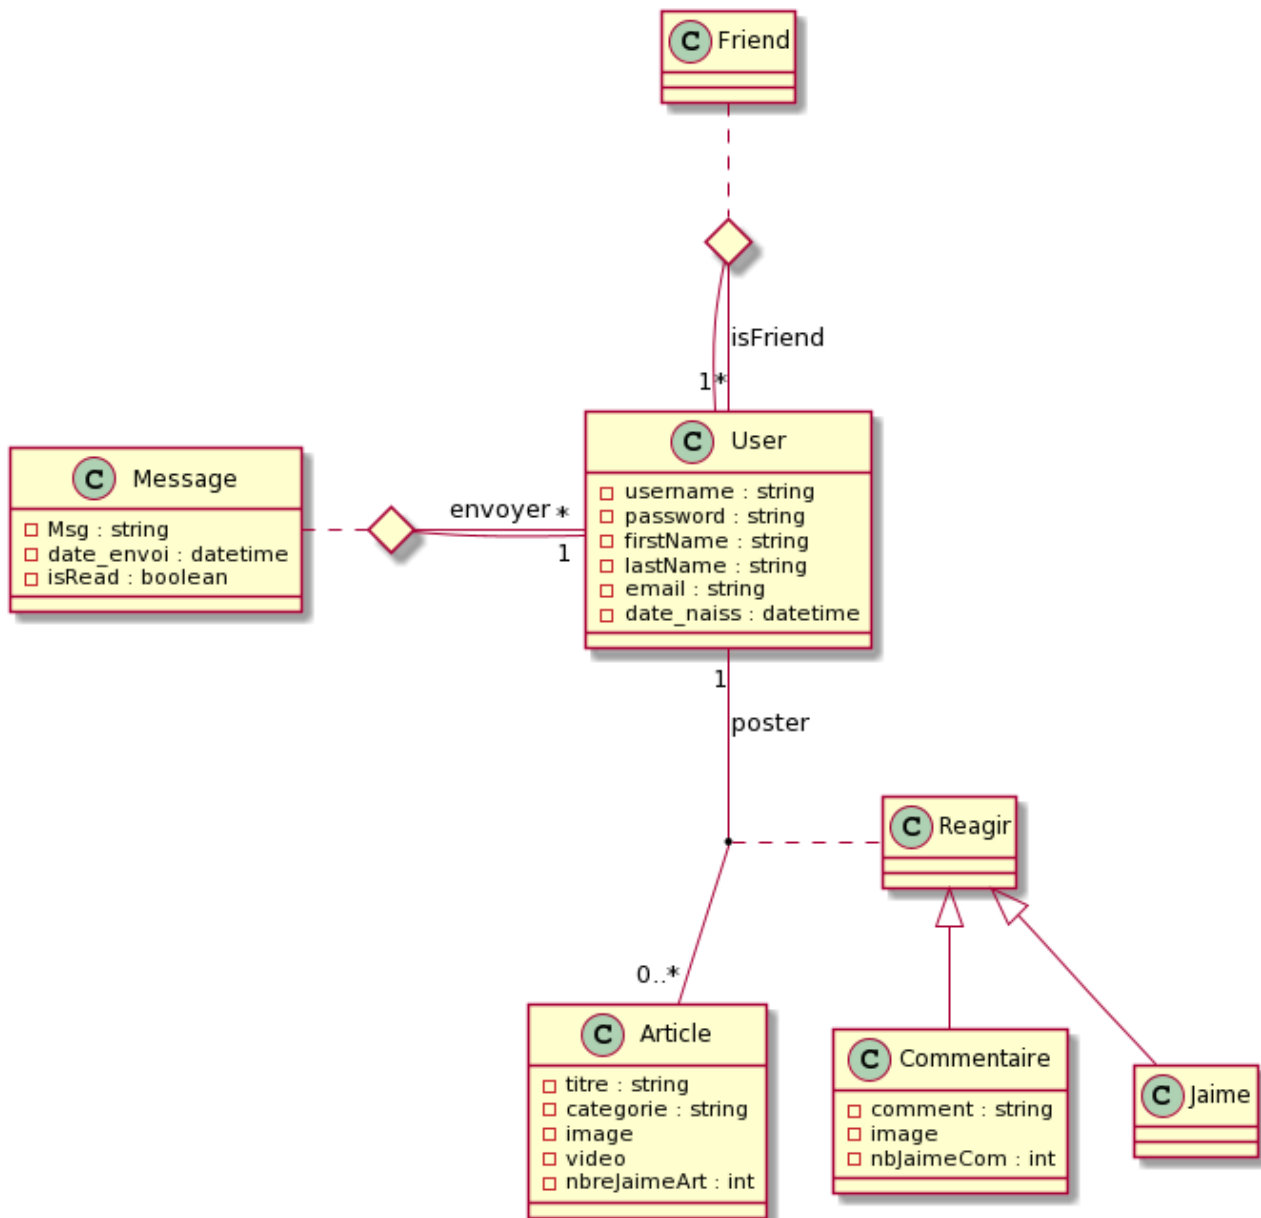 C Friend
isFriend
1 *
C User
username : string
password : string
firstName : string
lastName : string
email : string
date_naiss : datetime
C Message
Msg : string
date_envoi : datetime
isRead : boolean
envoyer *
1
1
poster
C Reagir
0..*
C Article
titre : string
categorie : string
image
video
nbreJaimeArt : int
C Commentaire
comment : string
image
nbJaimeCom : int
C Jaime